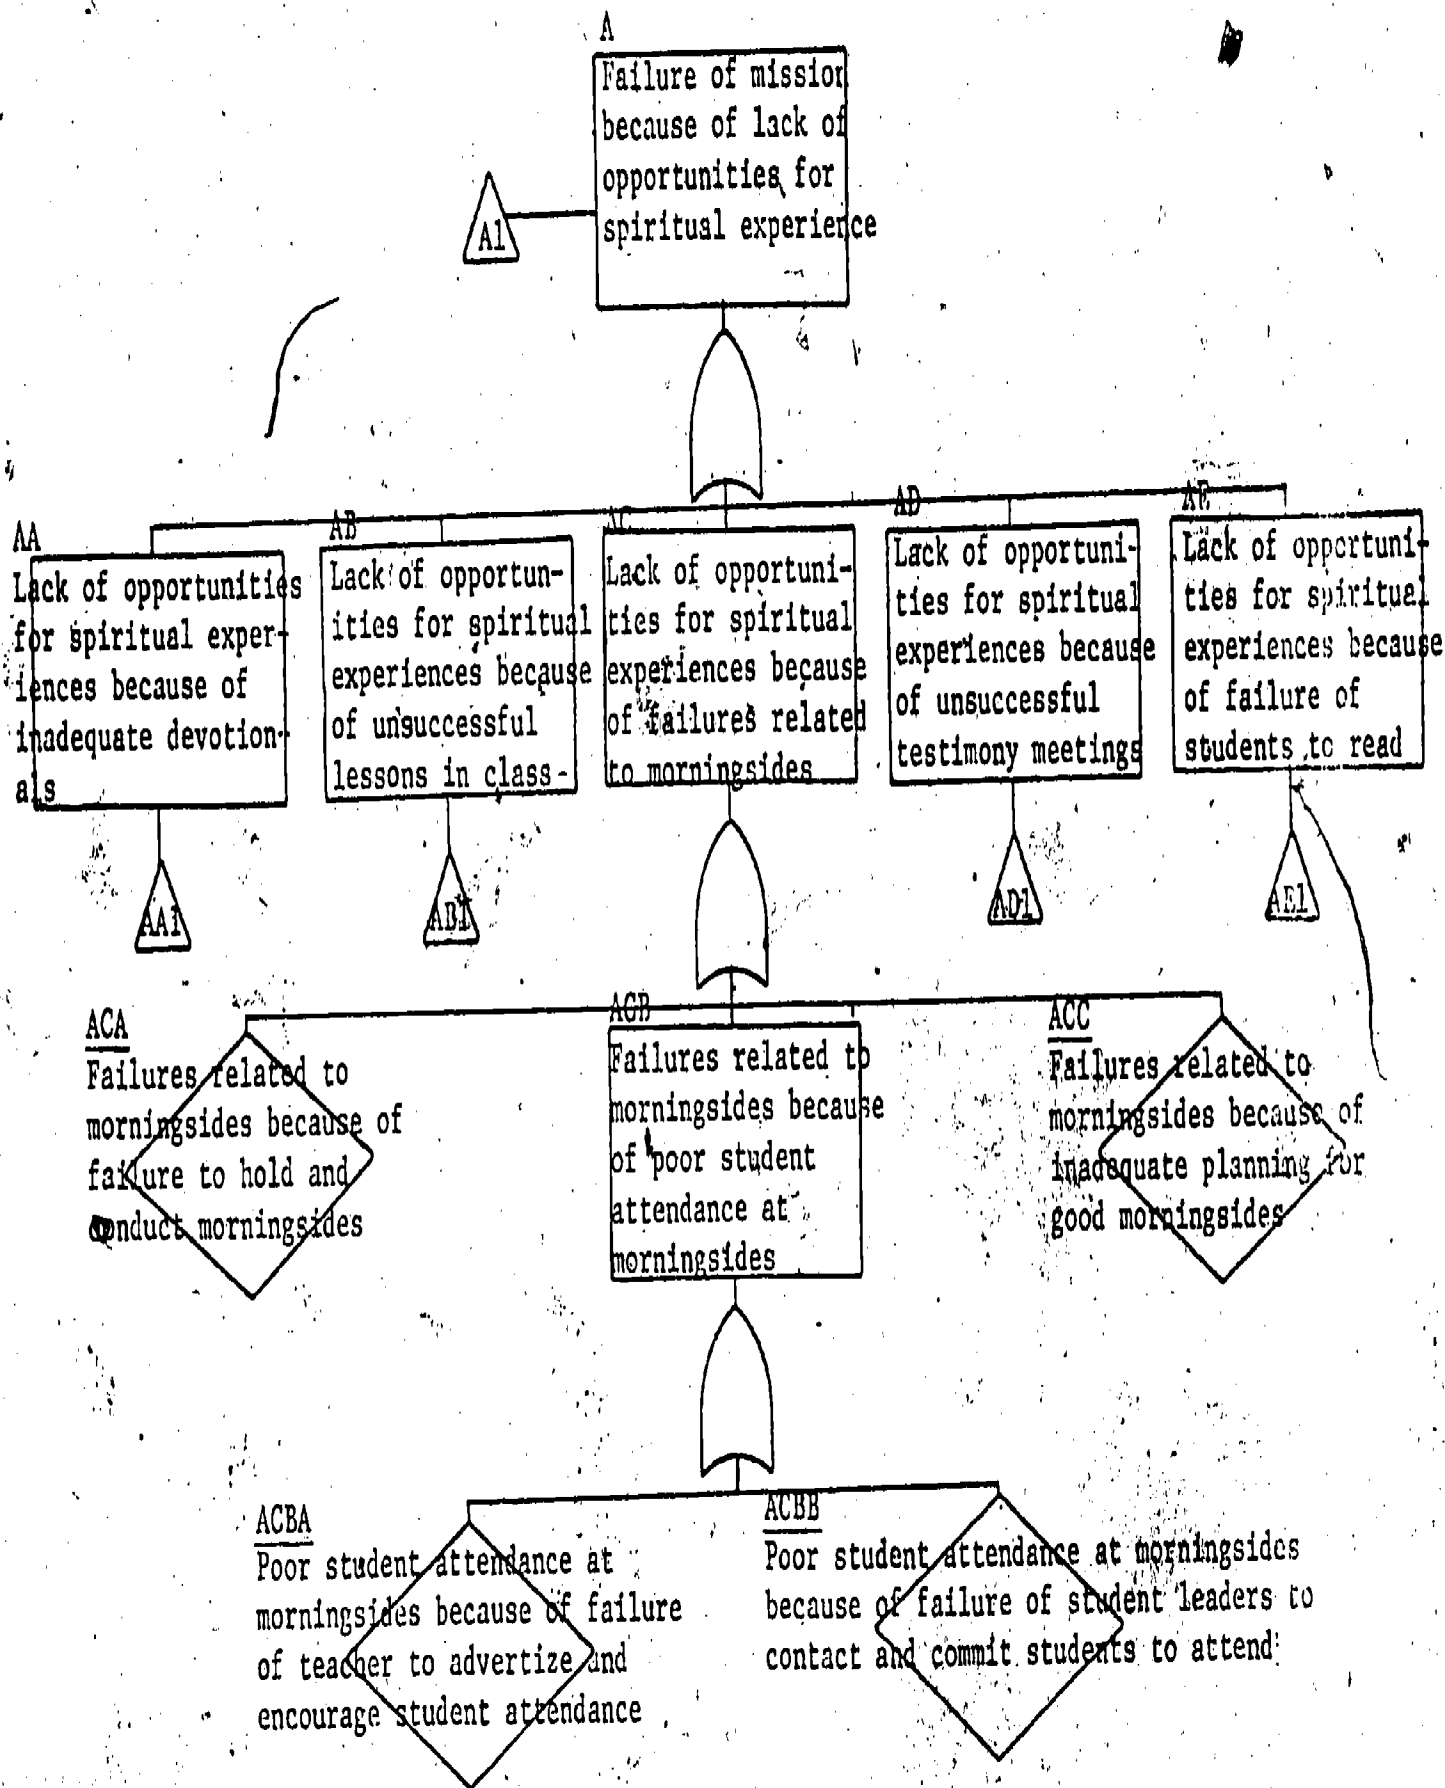 A
Failure of mission
because of lack of
opportunities for
spiritual experience
A1
AA
Lack of opportunities
for spiritual exper-
iences because of
inadequate devotion-
als
AA1
AB
Lack of opportun-
ities for spiritual
experiences because
of unsuccessful
lessons in class-
AB1
AC
Lack of opportuni-
ties for spiritual
experiences because
of failures related
to morningsides
AD
Lack of opportuni-
ties for spiritual
experiences because
of unsuccessful
testimony meetings
AD1
AE
Lack of opportuni-
ties for spiritual
experiences because
of failure of
students to read
AE1
ACA
Failures related to
morningsides because of
failure to hold and
conduct morningsides
ACB
Failures related to
morningsides because
of poor student
attendance at
morningsides
ACC
Failures related to
morningsides because of
inadequate planning for
good morningsides
ACBA
Poor student attendance at
morningsides because of failure
of teacher to advertize and
encourage student attendance
ACBB
Poor student attendance at morningsides
because of failure of student leaders to
contact and commit students to attend